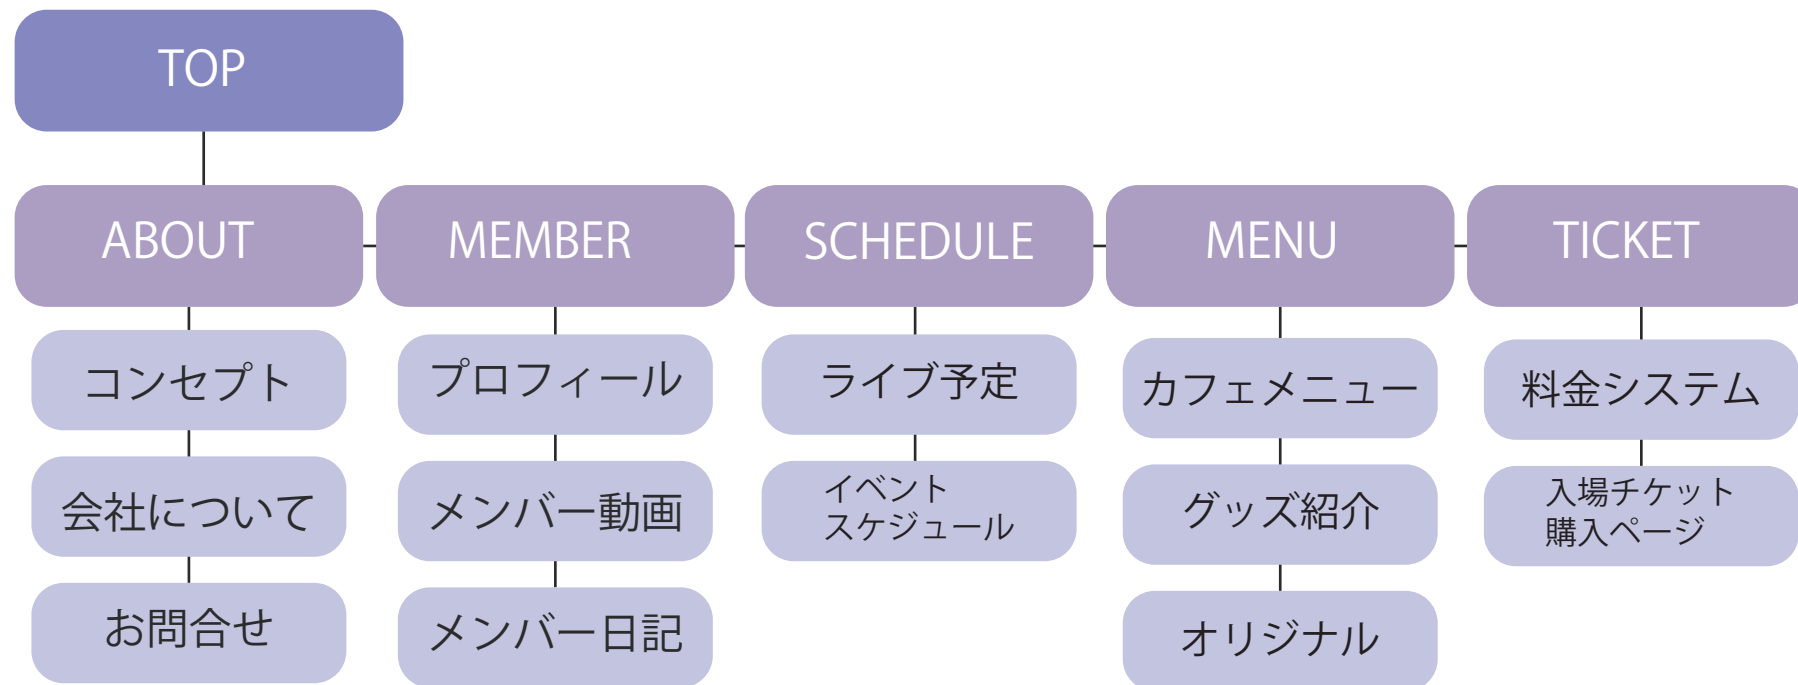 TOP
ABOUT
MEMBER
SCHEDULE
MENU
TICKET
コンセプト
プロフィール
ライブ予定
カフェメニュー
料金システム
会社について
メンバー動画
イベント
スケジュール
グッズ紹介
入場チケット
購入ページ
お問合せ
メンバー日記
オリジナル